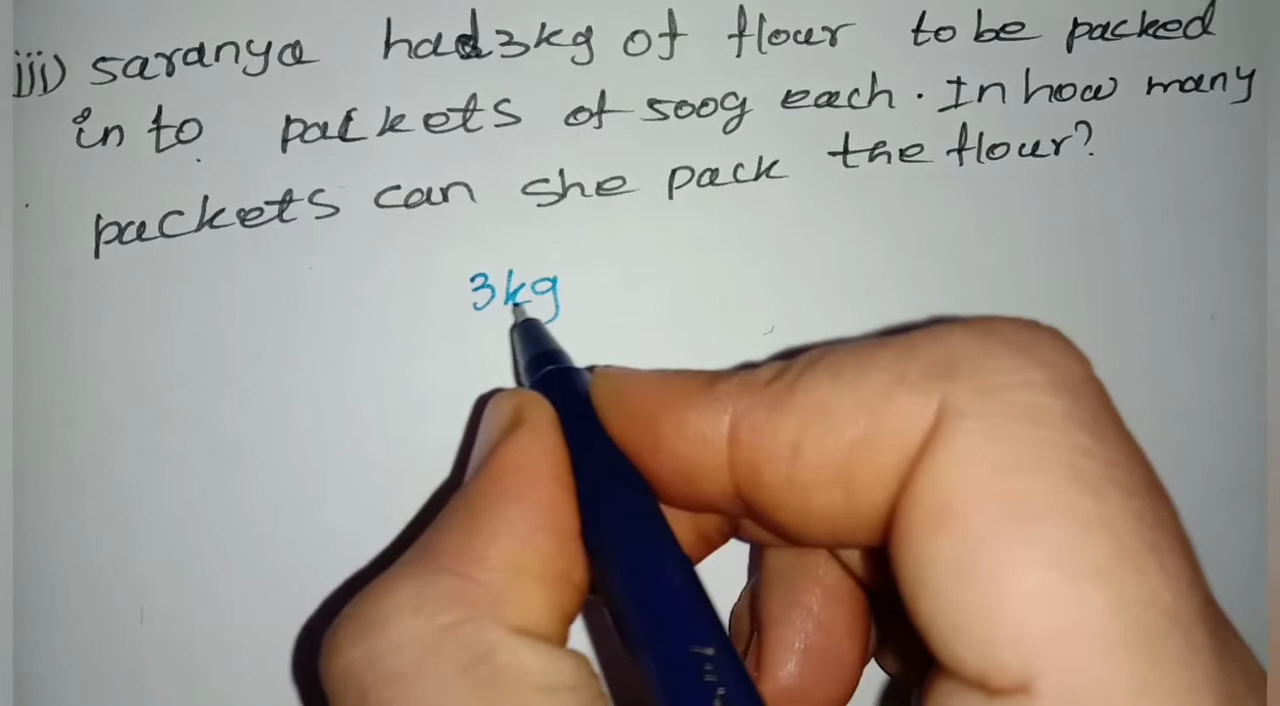 iii) saranya had 3kg of flour to be packed
in to packets of 500g each. In how many
packets can she pack the flour?
3kg